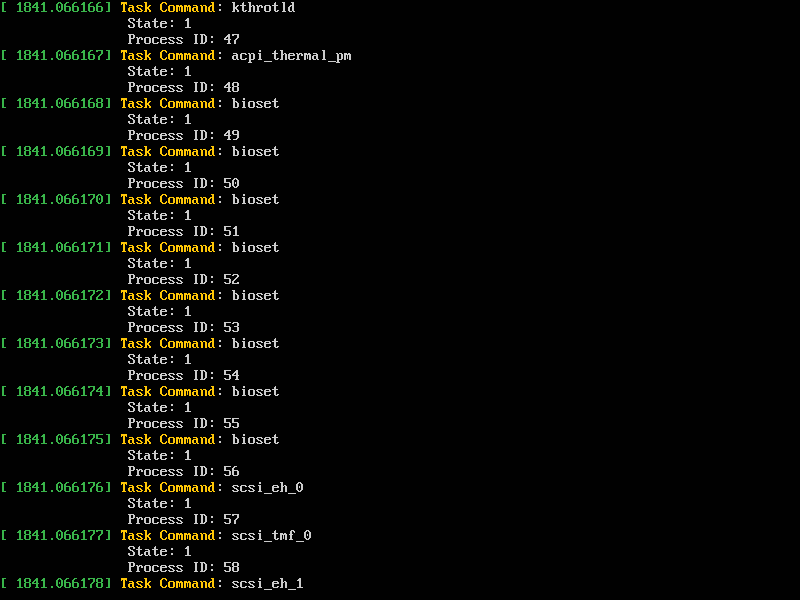 [ 1841.066166] Task Command: kthrotld
State: 1
Process ID: 47
[ 1841.066167] Task Command: acpi_thermal_pm
State: 1
Process ID: 48
[ 1841.066168] Task Command: bioset
State: 1
Process ID: 49
[ 1841.066169] Task Command: bioset
State: 1
Process ID: 50
[ 1841.066170] Task Command: bioset
State: 1
Process ID: 51
[ 1841.066171] Task Command: bioset
State: 1
Process ID: 52
[ 1841.066172] Task Command: bioset
State: 1
Process ID: 53
[ 1841.066173] Task Command: bioset
State: 1
Process ID: 54
[ 1841.066174] Task Command: bioset
State: 1
Process ID: 55
[ 1841.066175] Task Command: bioset
State: 1
Process ID: 56
[ 1841.066176] Task Command: scsi_eh_0
State: 1
Process ID: 57
[ 1841.066177] Task Command: scsi_tmf_0
State: 1
Process ID: 58
[ 1841.066178] Task Command: scsi_eh_1